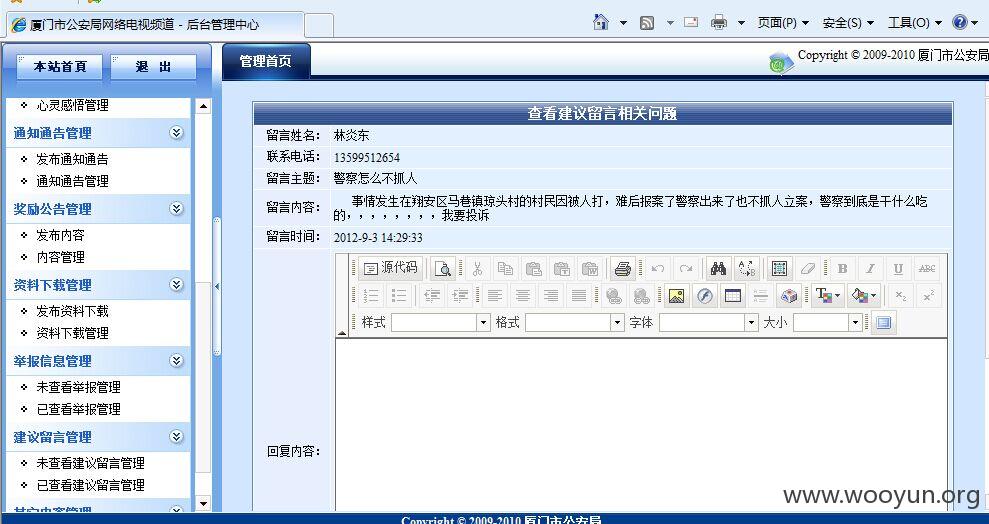 厦门市公安局网络电视频道 - 后台管理中心
页面(P)
安全(S)
工具(O)
本站首頁
退 出
管理首页
Copyright © 2009-2010 厦门市公安局
心灵感悟管理
通知通告管理
发布通知通告
通知通告管理
奖励公告管理
发布内容
内容管理
资料下载管理
发布资料下载
资料下载管理
举报信息管理
未查看举报管理
已查看举报管理
建议留言管理
未查看建议留言管理
已查看建议留言管理
查看建议留言相关问题
留言姓名： 林炎东
联系电话： 13599512654
留言主题： 警察怎么不抓人
留言内容： 事情发生在翔安区马巷镇琼头村的村民因被人打，难后报案了警察出来了也不抓人立案，警察到底是干什么吃
的，，，，，，，，我要投诉
留言时间： 2012-9-3 14:29:33
源代码
B I U ABC
样式 格式 字体 大小
回复内容：
www.wooyun.org
Copyright © 2009-2010 厦门市公安局